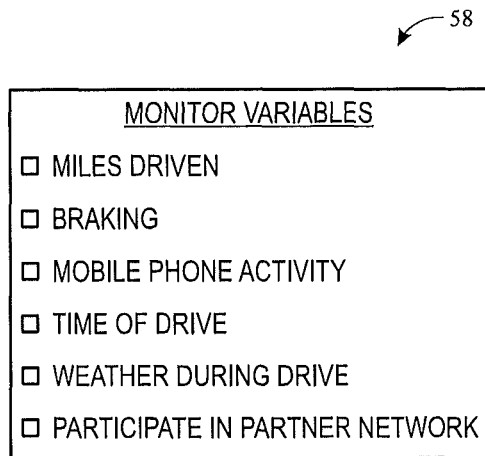 58
MONITOR VARIABLES
MILES DRIVEN
BRAKING
MOBILE PHONE ACTIVITY
TIME OF DRIVE
WEATHER DURING DRIVE
PARTICIPATE IN PARTNER NETWORK